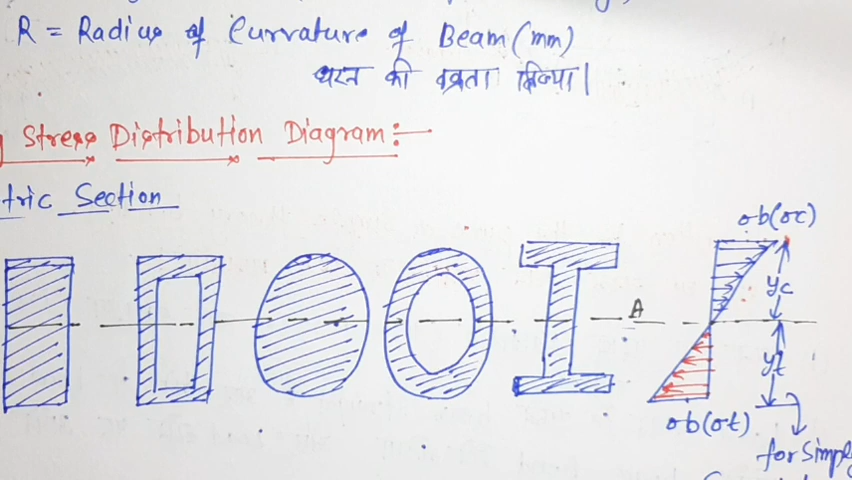 R = Radius of Curvature of Beam (mm)
धरन की वक्रता त्रिज्या।
Stress Distribution Diagram:-
tric Section
σb(σc)
yc
A
yt
σb(σt)
for Simply